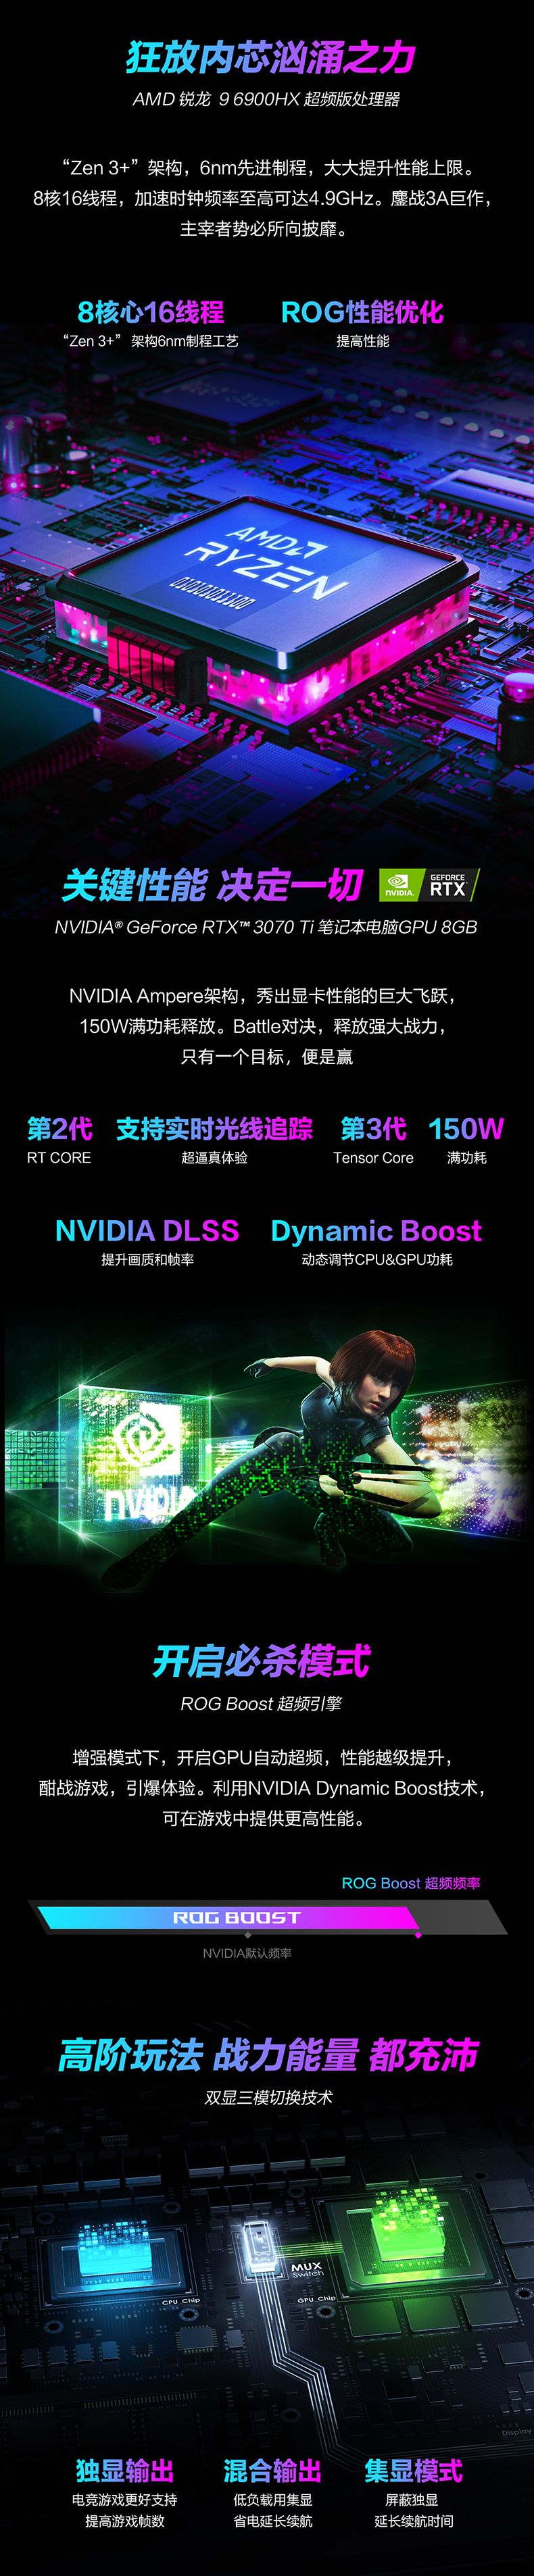 狂放内芯汹涌之力
AMD 锐龙 9 6900HX 超频版处理器
“Zen 3+”架构，6nm先进制程，大大提升性能上限。
8核16线程，加速时钟频率至高可达4.9GHz。鏖战3A巨作，
主宰者势必所向披靡。
8核心16线程
“Zen 3+” 架构6nm制程工艺
ROG性能优化
提高性能
AMD
RYZEN
关键性能 决定一切
NVIDIA.
GEFORCE
RTX
NVIDIA® GeForce RTX™ 3070 Ti 笔记本电脑GPU 8GB
NVIDIA Ampere架构，秀出显卡性能的巨大飞跃，
150W满功耗释放。Battle对决，释放强大战力，
只有一个目标，便是赢
第2代
RT CORE
支持实时光线追踪
超逼真体验
第3代
Tensor Core
150W
满功耗
NVIDIA DLSS
提升画质和帧率
Dynamic Boost
动态调节CPU&GPU功耗
nVIDIA
开启必杀模式
ROG Boost 超频引擎
增强模式下，开启GPU自动超频，性能越级提升，
酣战游戏，引爆体验。利用NVIDIA Dynamic Boost技术，
可在游戏中提供更高性能。
ROG Boost 超频频率
ROG BOOST
NVIDIA默认频率
高阶玩法 战力能量 都充沛
双显三模切换技术
MUX
Switch
CPU Chip
GPU Chip
Display
独显输出
电竞游戏更好支持
提高游戏帧数
混合输出
低负载用集显
省电延长续航
集显模式
屏蔽独显
延长续航时间